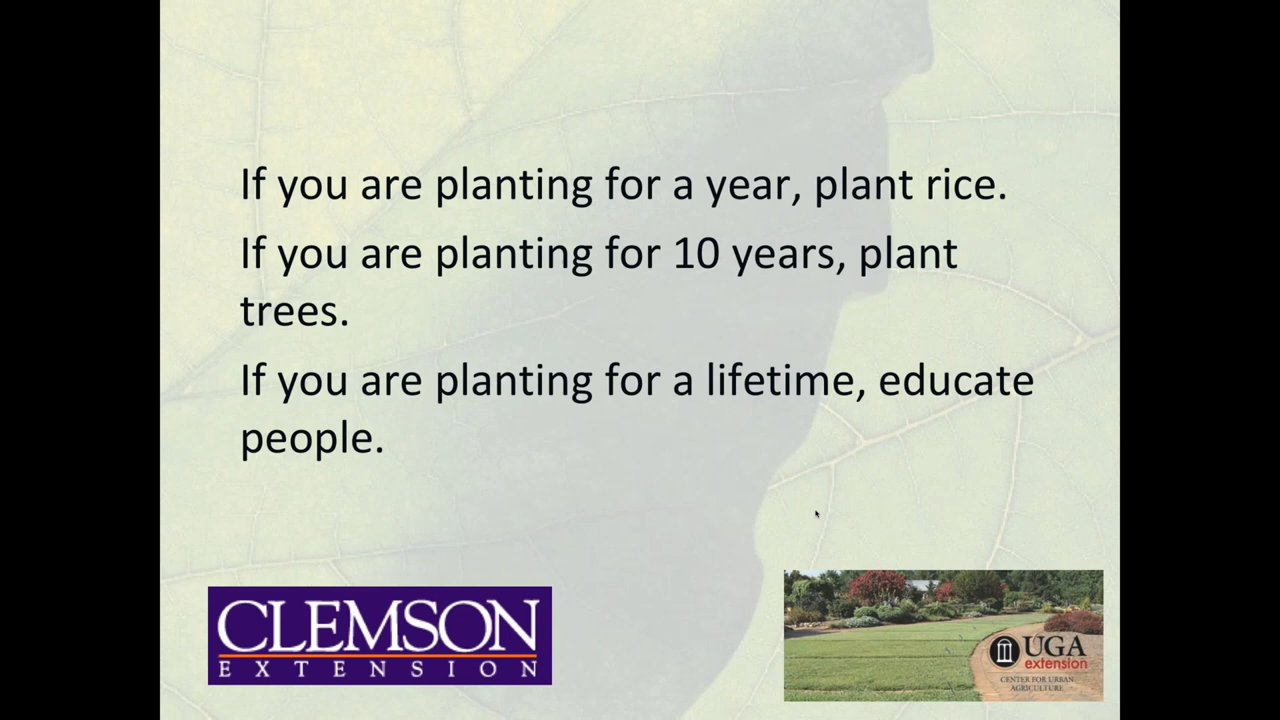 If you are planting for a year, plant rice.
If you are planting for 10 years, plant
trees.
If you are planting for a lifetime, educate
people.
CLEMSON
EXTENSION
UGA
extension
CENTER FOR URBAN
AGRICULTURE